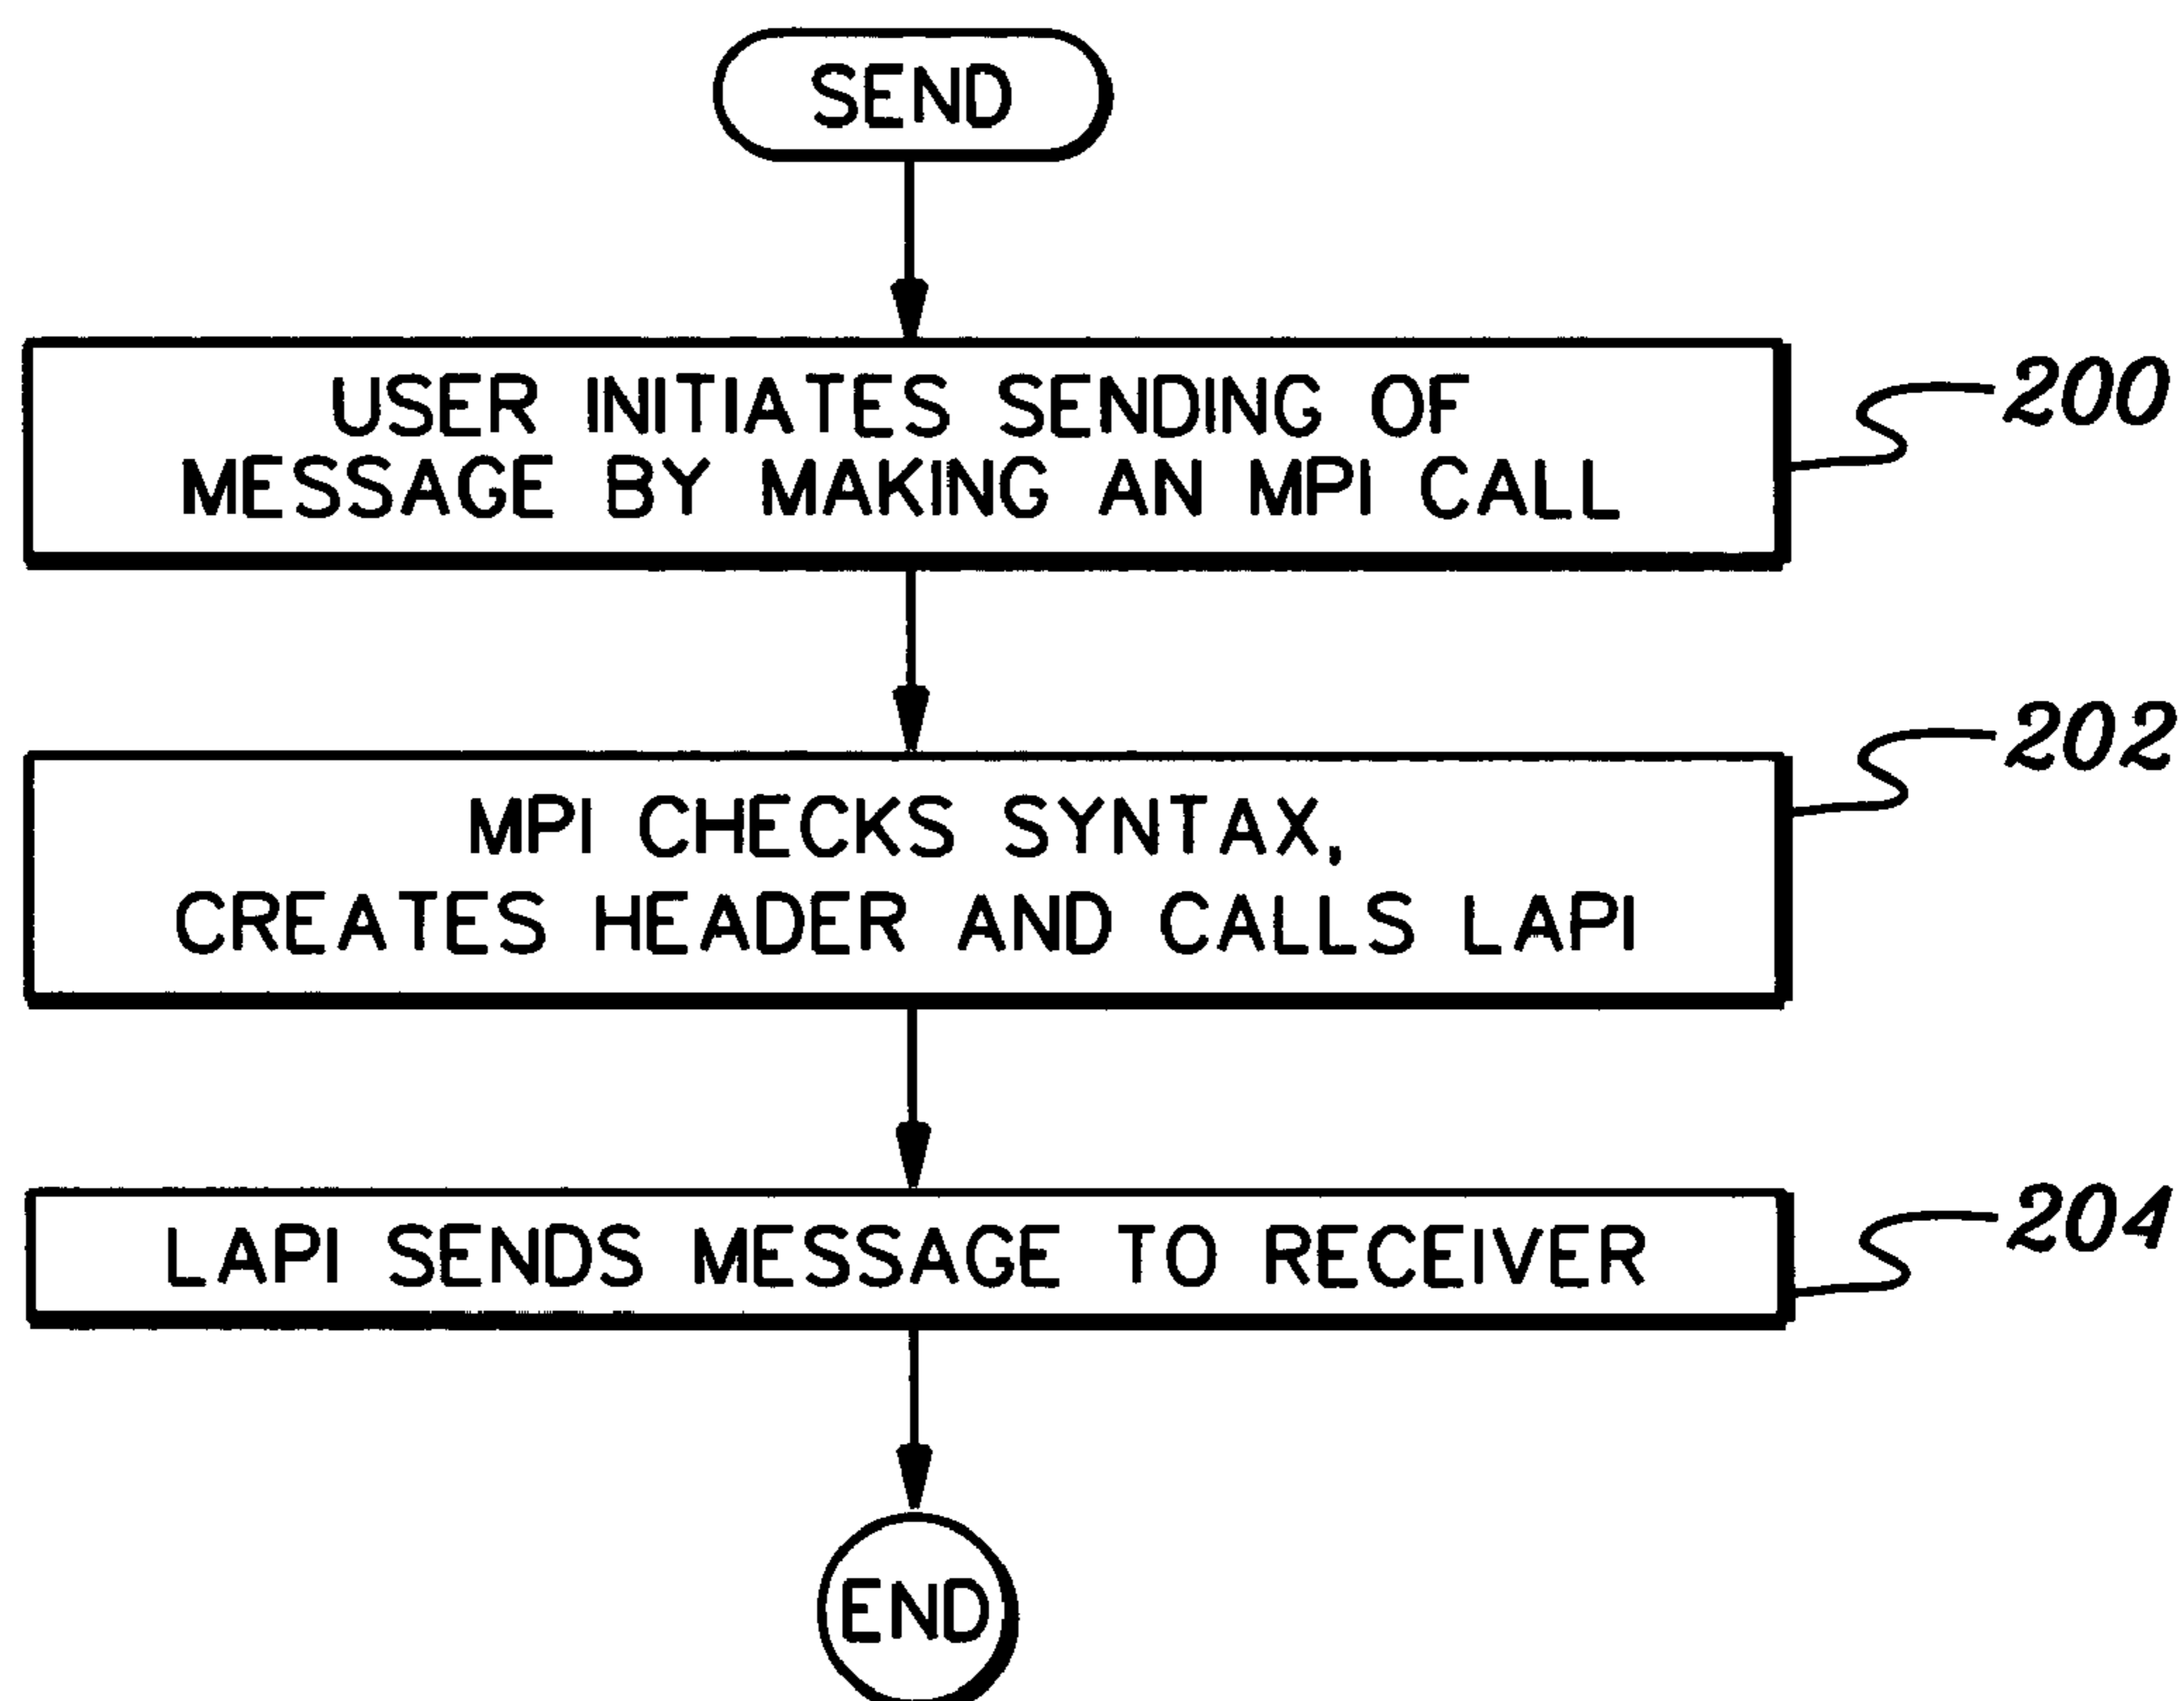 SEND
USER INITIATES SENDING OF
MESSAGE BY MAKING AN MPI CALL
200
MPI CHECKS SYNTAX,
CREATES HEADER AND CALLS LAPI
202
LAPI SENDS MESSAGE TO RECEIVER
204
END